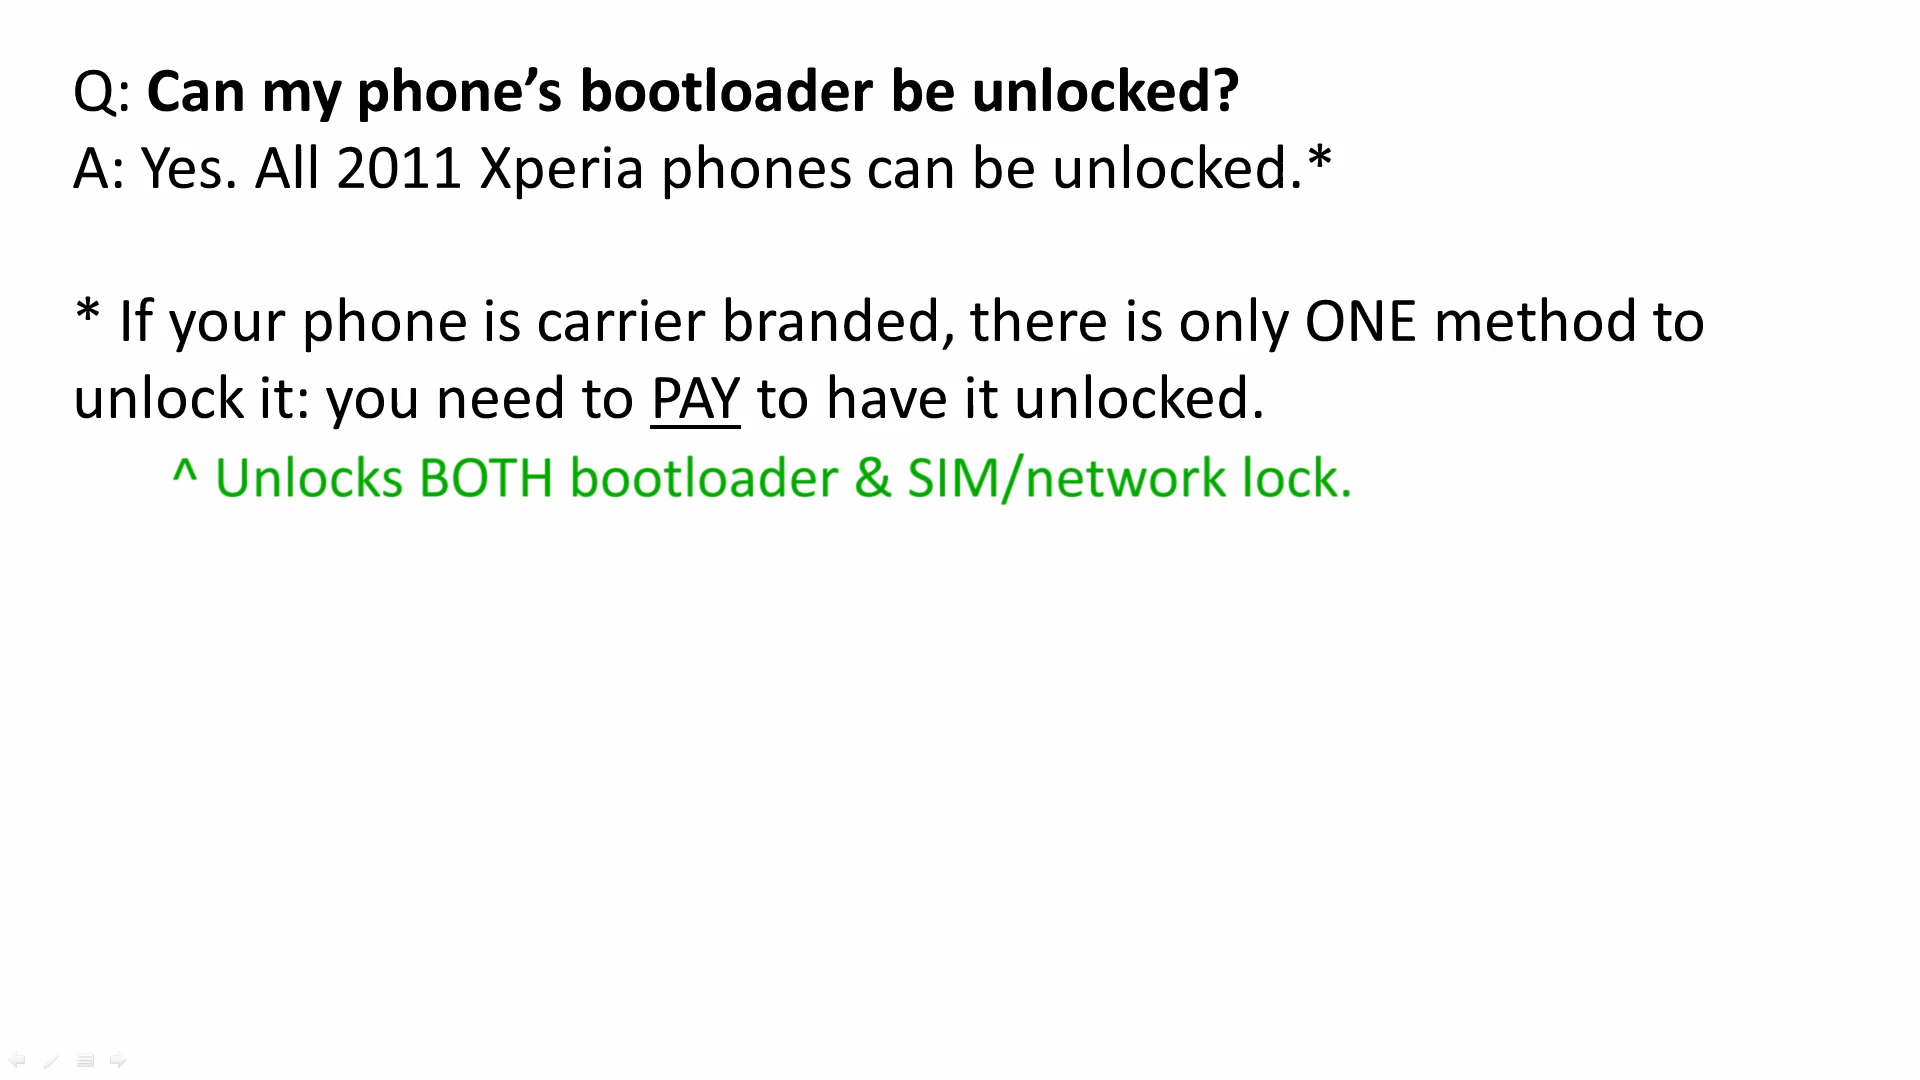 Q: Can my phone’s bootloader be unlocked?
A: Yes. All 2011 Xperia phones can be unlocked.*
* If your phone is carrier branded, there is only ONE method to
unlock it: you need to PAY to have it unlocked.
^ Unlocks BOTH bootloader & SIM/network lock.